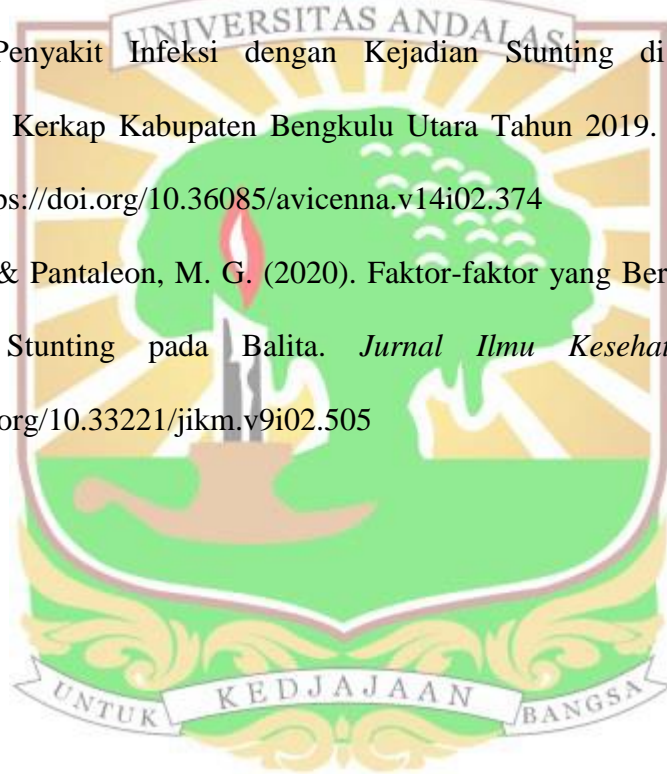 UNIVERSITAS ANDALAS
Penyakit Infeksi dengan Kejadian Stunting di
Kerkap Kabupaten Bengkulu Utara Tahun 2019.
ps://doi.org/10.36085/avicenna.v14i02.374
& Pantaleon, M. G. (2020). Faktor-faktor yang Ber
Stunting pada Balita. Jurnal Ilmu Kesehat
org/10.33221/jikm.v9i02.505
UNTUK KEDJAJAAN BANGSA